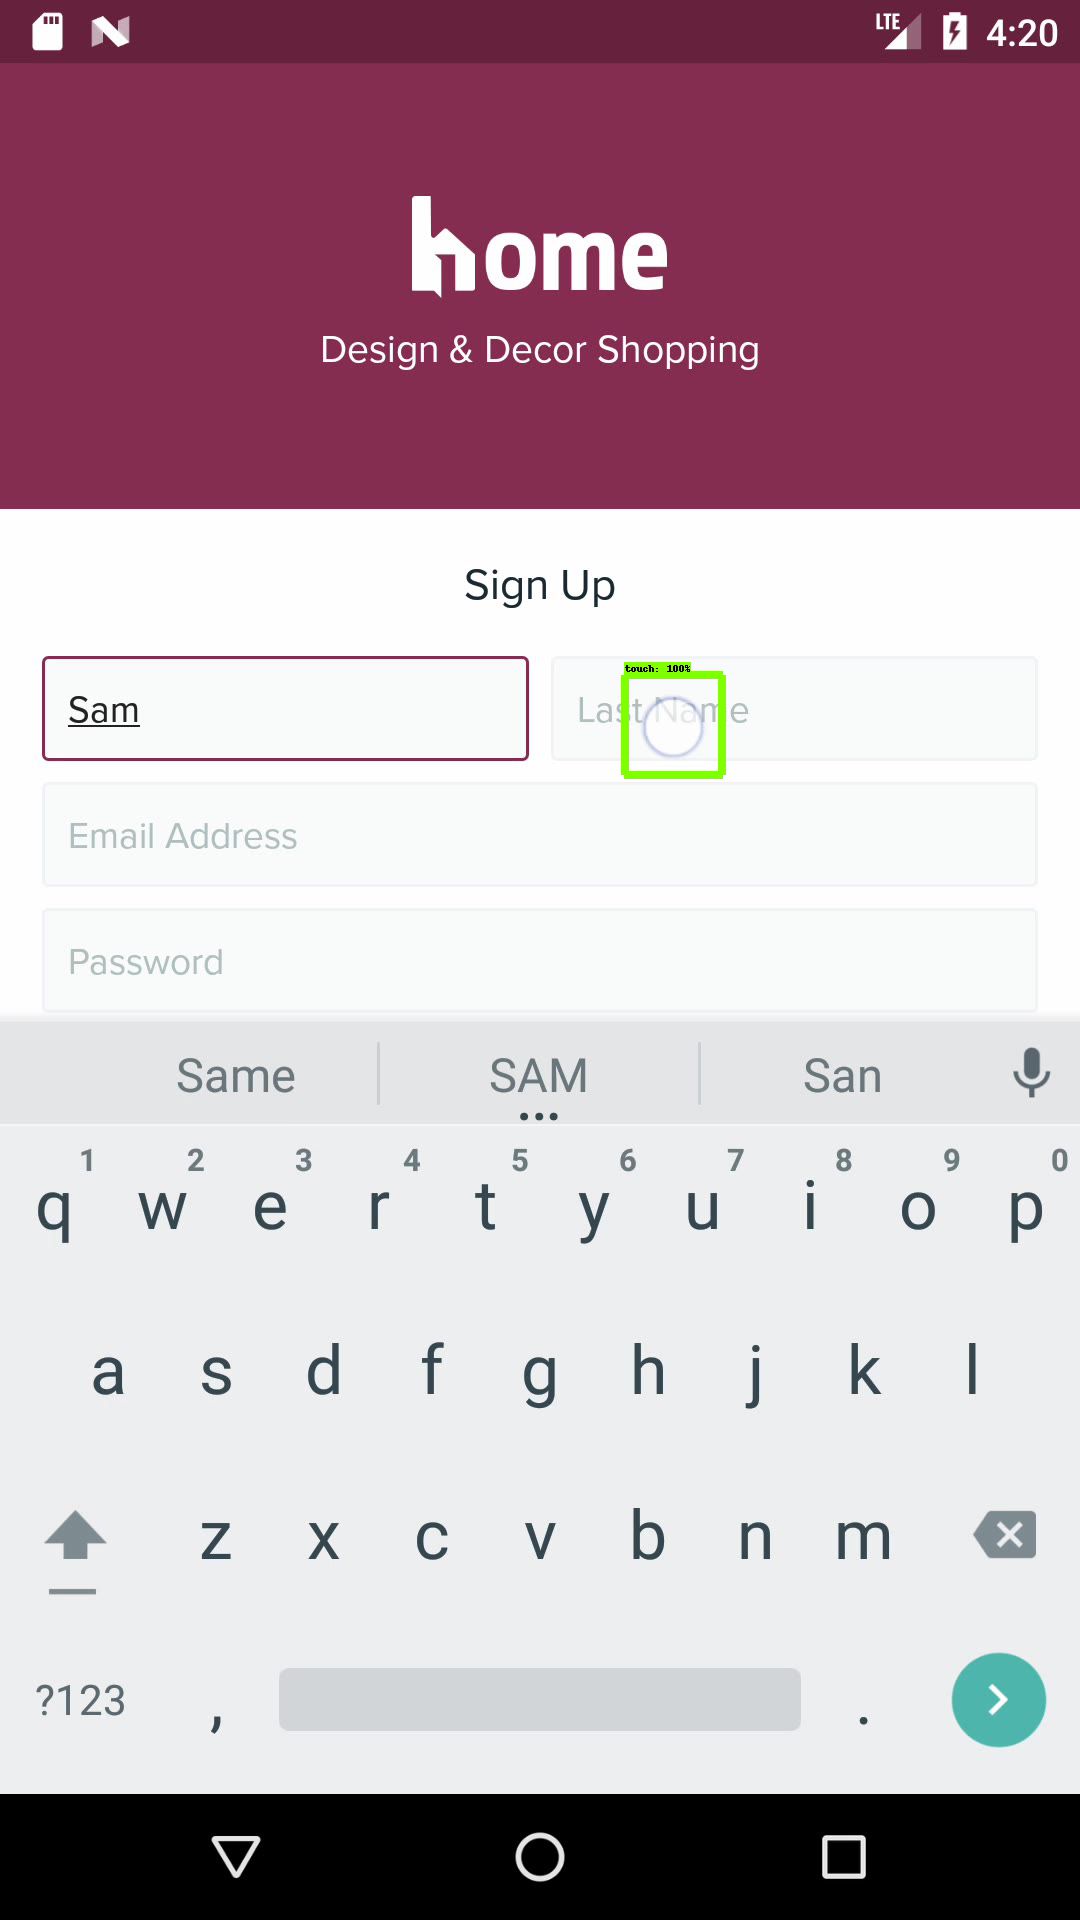 LTE 4:20
home
Design & Decor Shopping
Sign Up
touch: 100%
Sam Last Name
Email Address
Password
Same SAM San
1 2 3 4 5 6 7 8 9 0
q w e r t y u i o p
a s d f g h j k l
z x c v b n m
?123 , .